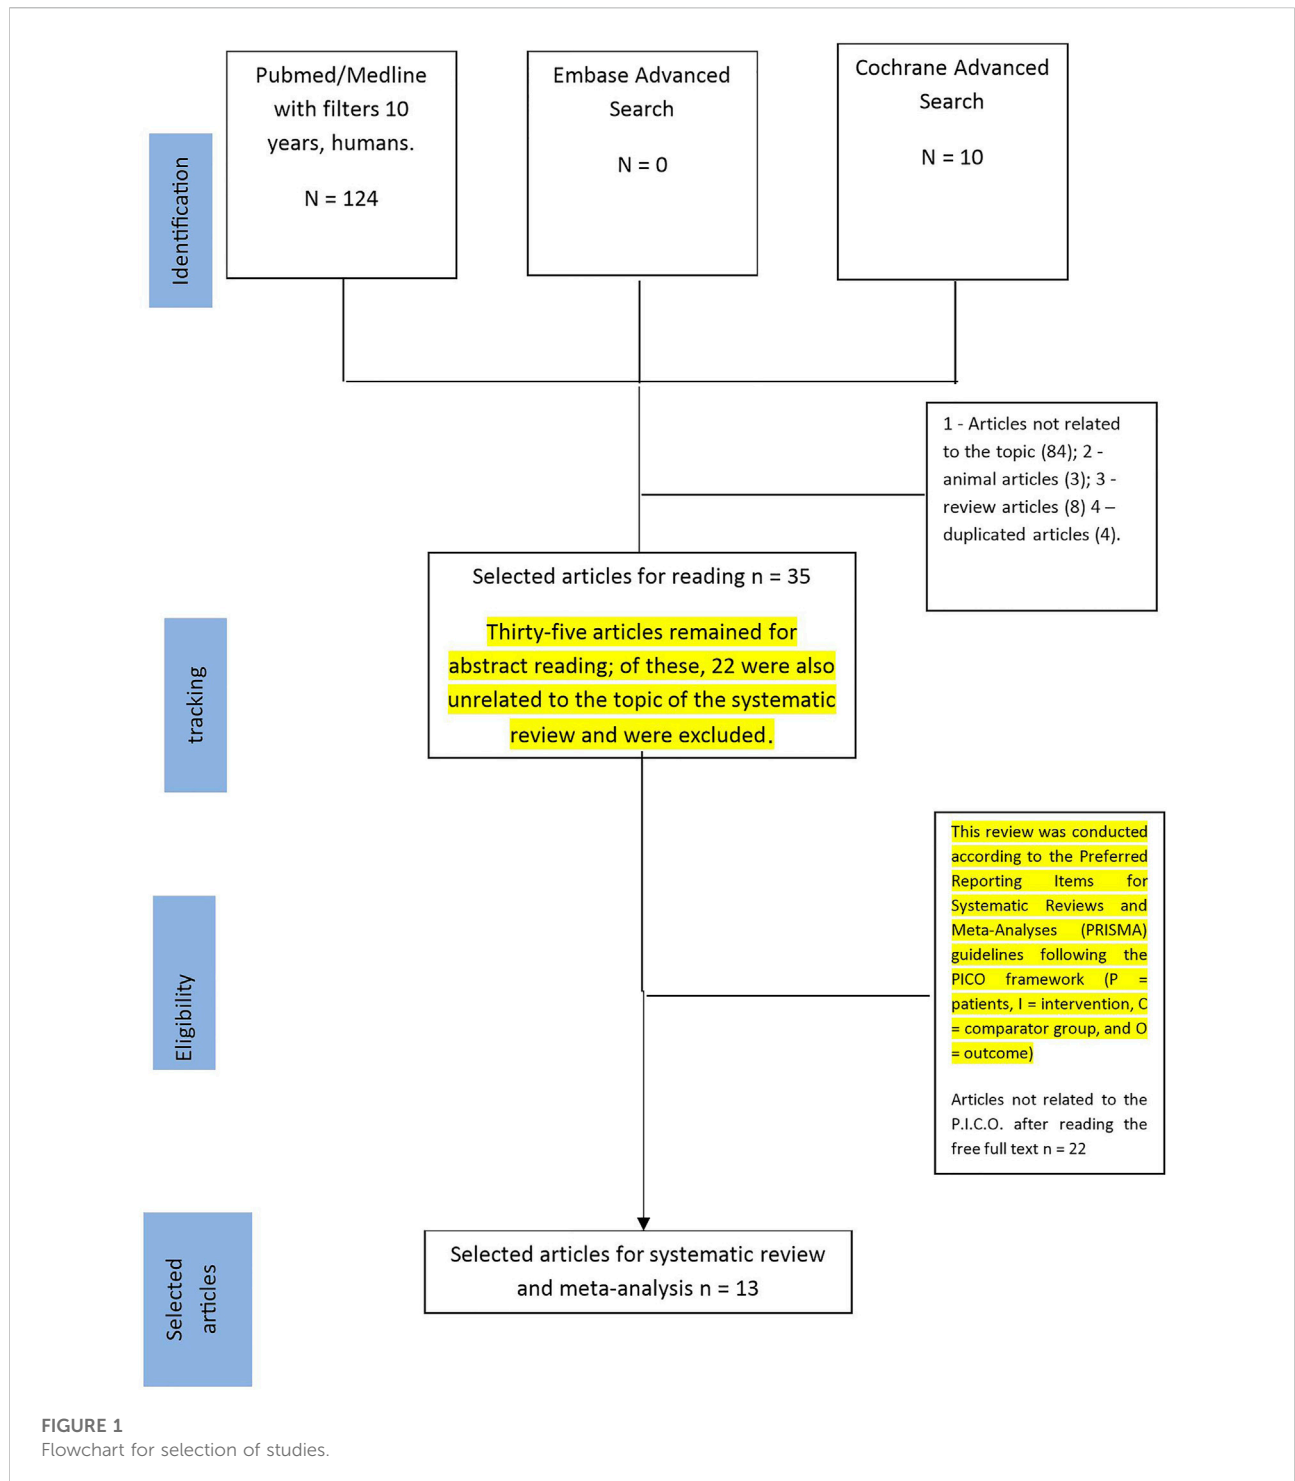 Pubmed/Medline
with filters 10
years, humans.
N = 124
Embase Advanced
Search
N = 0
Cochrane Advanced
Search
N = 10
Identification
1 - Articles not related
to the topic (84); 2 -
animal articles (3); 3 -
review articles (8) 4 –
duplicated articles (4).
Selected articles for reading n = 35
Thirty-five articles remained for
abstract reading; of these, 22 were also
unrelated to the topic of the systematic
review and were excluded.
tracking
This review was conducted
according to the Preferred
Reporting Items for
Systematic Reviews and
Meta-Analyses (PRISMA)
guidelines following the
PICO framework (P =
patients, I = intervention, C
= comparator group, and O
= outcome)
Articles not related to the
P.I.C.O. after reading the
free full text n = 22
Eligibility
Selected articles for systematic review
and meta-analysis n = 13
Selected
articles
FIGURE 1
Flowchart for selection of studies.